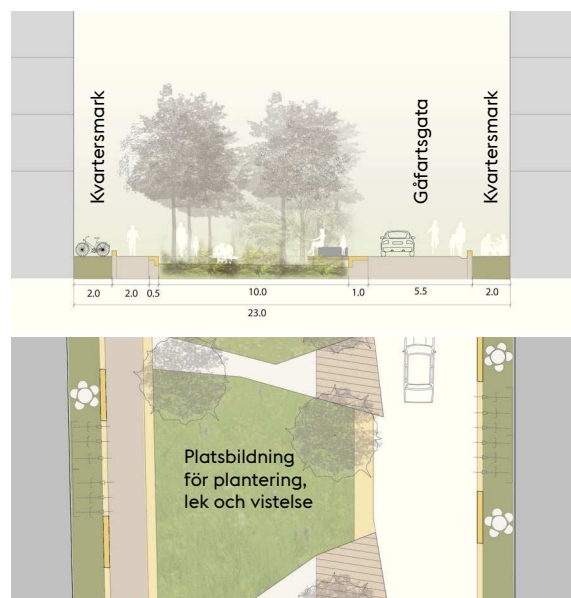 Kvartersmark
Gåfartsgata
Kvartersmark
2.0 2.0 0.5 10.0 1.0 5.5 2.0
23.0
Platsbildning
för plantering,
lek och vistelse